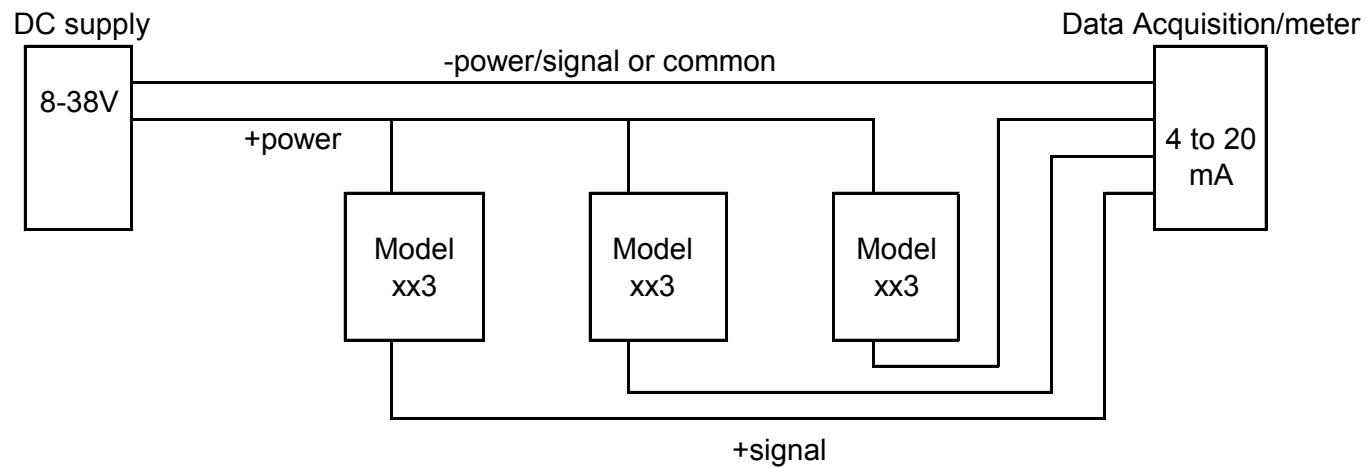 DC supply
Data Acquisition/meter
-power/signal or common
8-38V
+power
4 to 20
mA
Model
xx3
Model
xx3
Model
xx3
+signal